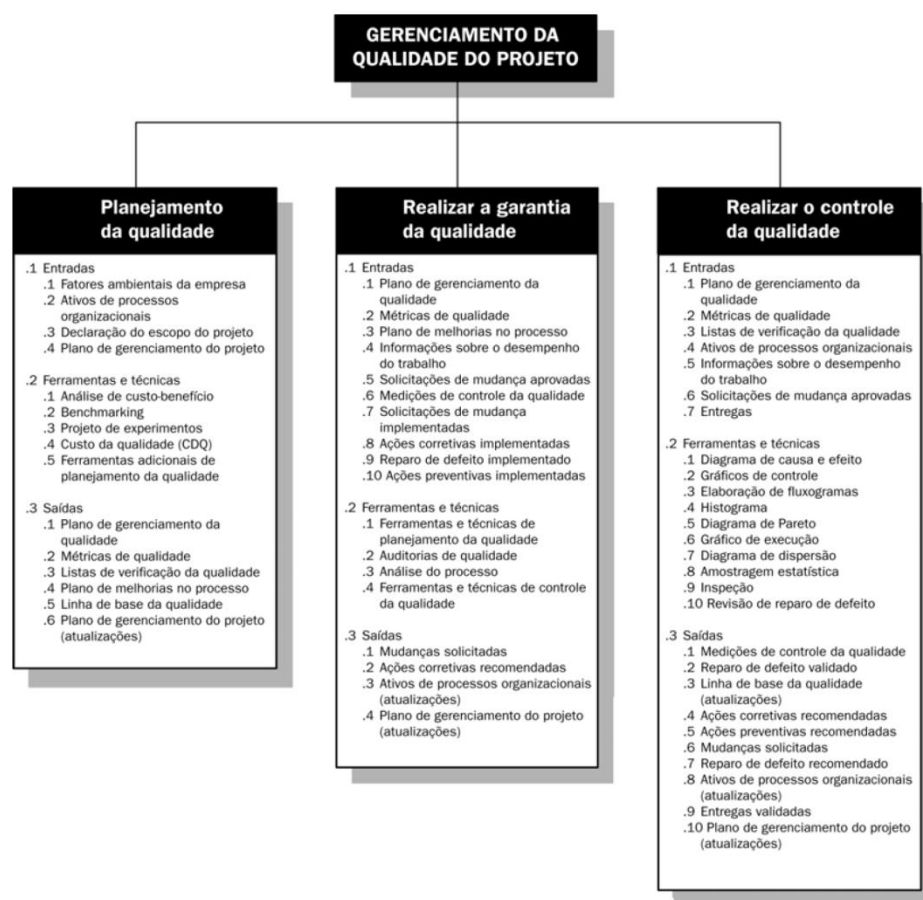 GERENCIAMENTO DA
QUALIDADE DO PROJETO
Planejamento
da qualidade
.1 Entradas
.1 Fatores ambientais da empresa
.2 Ativos de processos
organizacionais
.3 Declaração do escopo do projeto
.4 Plano de gerenciamento do projeto
.2 Ferramentas e técnicas
.1 Análise de custo-benefício
.2 Benchmarking
.3 Projeto de experimentos
.4 Custo da qualidade (CDQ)
.5 Ferramentas adicionais de
planejamento da qualidade
.3 Saídas
.1 Plano de gerenciamento da
qualidade
.2 Métricas de qualidade
.3 Listas de verificação da qualidade
.4 Plano de melhorias no processo
.5 Linha de base da qualidade
.6 Plano de gerenciamento do projeto
(atualizações)
Realizar a garantia
da qualidade
.1 Entradas
.1 Plano de gerenciamento da
qualidade
.2 Métricas de qualidade
.3 Plano de melhorias no processo
.4 Informações sobre o desempenho
do trabalho
.5 Solicitações de mudança aprovadas
.6 Medições de controle da qualidade
.7 Solicitações de mudança
implementadas
.8 Ações corretivas implementadas
.9 Reparo de defeito implementado
.10 Ações preventivas implementadas
.2 Ferramentas e técnicas
.1 Ferramentas e técnicas de
planejamento da qualidade
.2 Auditorias de qualidade
.3 Análise do processo
.4 Ferramentas e técnicas de controle
da qualidade
.3 Saídas
.1 Mudanças solicitadas
.2 Ações corretivas recomendadas
.3 Ativos de processos organizacionais
(atualizações)
.4 Plano de gerenciamento do projeto
(atualizações)
Realizar o controle
da qualidade
.1 Entradas
.1 Plano de gerenciamento da
qualidade
.2 Métricas de qualidade
.3 Listas de verificação da qualidade
.4 Ativos de processos organizacionais
.5 Informações sobre o desempenho
do trabalho
.6 Solicitações de mudança aprovadas
.7 Entregas
.2 Ferramentas e técnicas
.1 Diagrama de causa e efeito
.2 Gráficos de controle
.3 Elaboração de fluxogramas
.4 Histograma
.5 Diagrama de Pareto
.6 Gráfico de execução
.7 Diagrama de dispersão
.8 Amostragem estatística
.9 Inspeção
.10 Revisão de reparo de defeito
.3 Saídas
.1 Medições de controle da qualidade
.2 Reparo de defeito validado
.3 Linha de base da qualidade
(atualizações)
.4 Ações corretivas recomendadas
.5 Ações preventivas recomendadas
.6 Mudanças solicitadas
.7 Reparo de defeito recomendado
.8 Ativos de processos organizacionais
(atualizações)
.9 Entregas validadas
.10 Plano de gerenciamento do projeto
(atualizações)